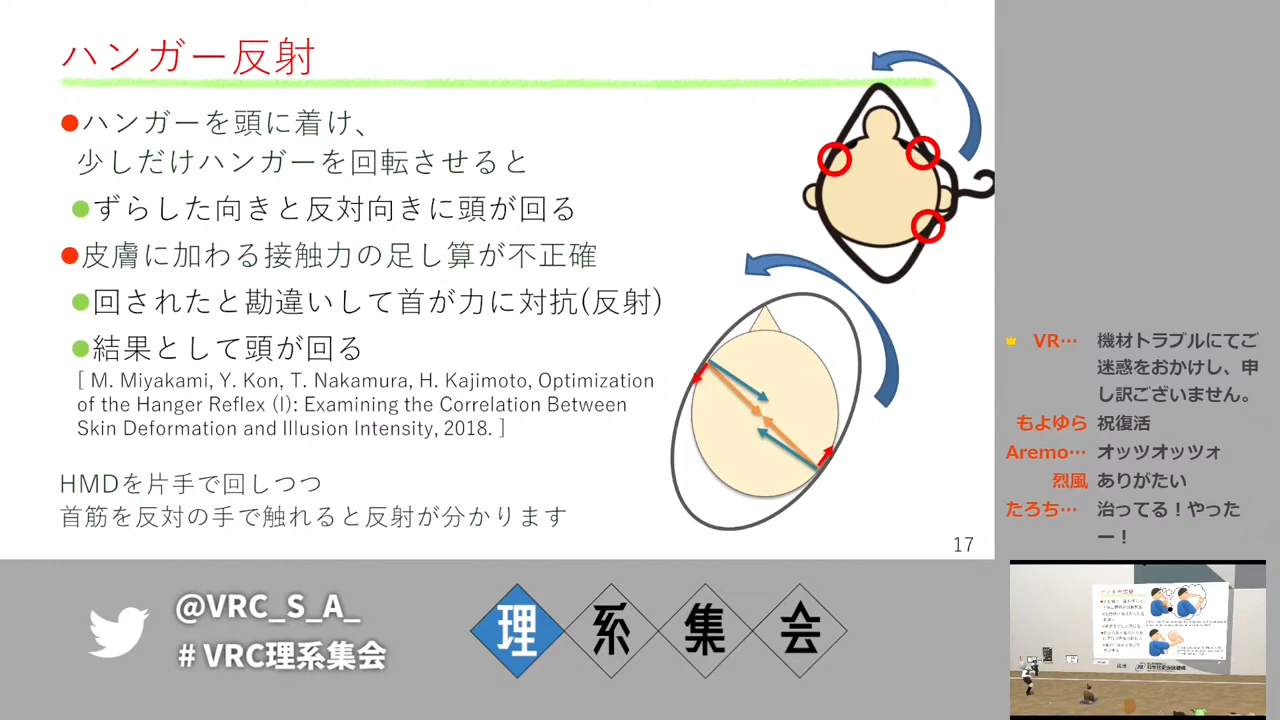 ハンガー反射
ハンガーを頭に着け、
少しだけハンガーを回転させると
ずらした向きと反対向きに頭が回る
皮膚に加わる接触力の足し算が不正確
回されたと勘違いして首が力に対抗(反射)
結果として頭が回る
[ M. Miyakami, Y. Kon, T. Nakamura, H. Kajimoto, Optimization
of the Hanger Reflex (I): Examining the Correlation Between
Skin Deformation and Illusion Intensity, 2018. ]
HMDを片手で回しつつ
首筋を反対の手で触れると反射が分かります
17
VR… 機材トラブルにてご
迷惑をおかけし、申
し訳ございません。
もよゆら 祝復活
Aremo… オッツオッツォ
烈風 ありがたい
たろち… 治ってる！やった
ー！
@VRC_S_A_
# VRC理系集会
理系集会